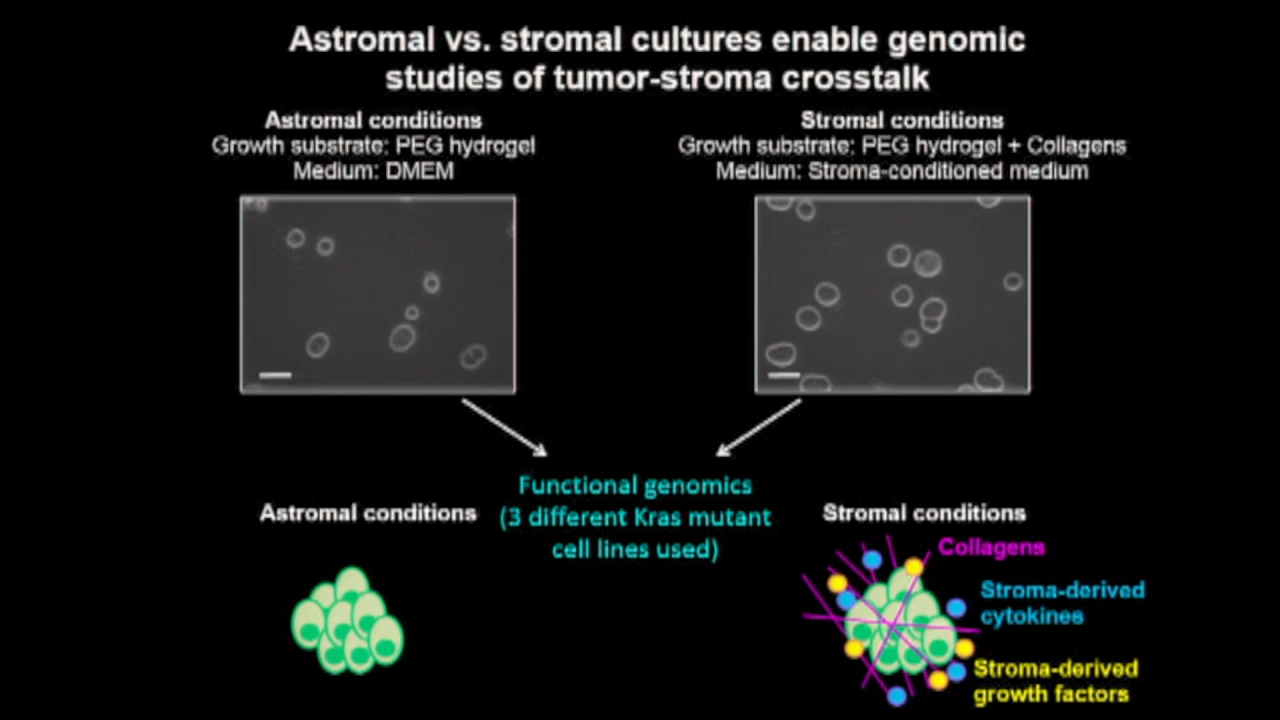 Astromal vs. stromal cultures enable genomic
studies of tumor-stroma crosstalk
Astromal conditions
Growth substrate: PEG hydrogel
Medium: DMEM
Stromal conditions
Growth substrate: PEG hydrogel + Collagens
Medium: Stroma-conditioned medium
Functional genomics
(3 different Kras mutant
cell lines used)
Astromal conditions
Stromal conditions
Collagens
Stroma-derived
cytokines
Stroma-derived
growth factors